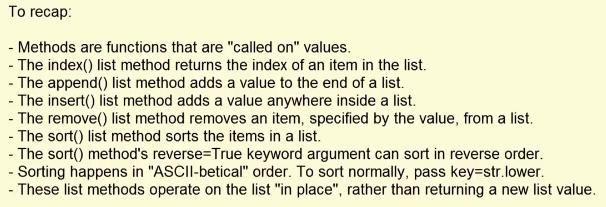 To recap:
- Methods are functions that are "called on" values.
- The index() list method returns the index of an item in the list.
- The append() list method adds a value to the end of a list.
- The insert() list method adds a value anywhere inside a list.
- The remove() list method removes an item, specified by the value, from a list.
- The sort() list method sorts the items in a list.
- The sort() method's reverse=True keyword argument can sort in reverse order.
- Sorting happens in "ASCII-betical" order. To sort normally, pass key=str.lower.
- These list methods operate on the list "in place", rather than returning a new list value.